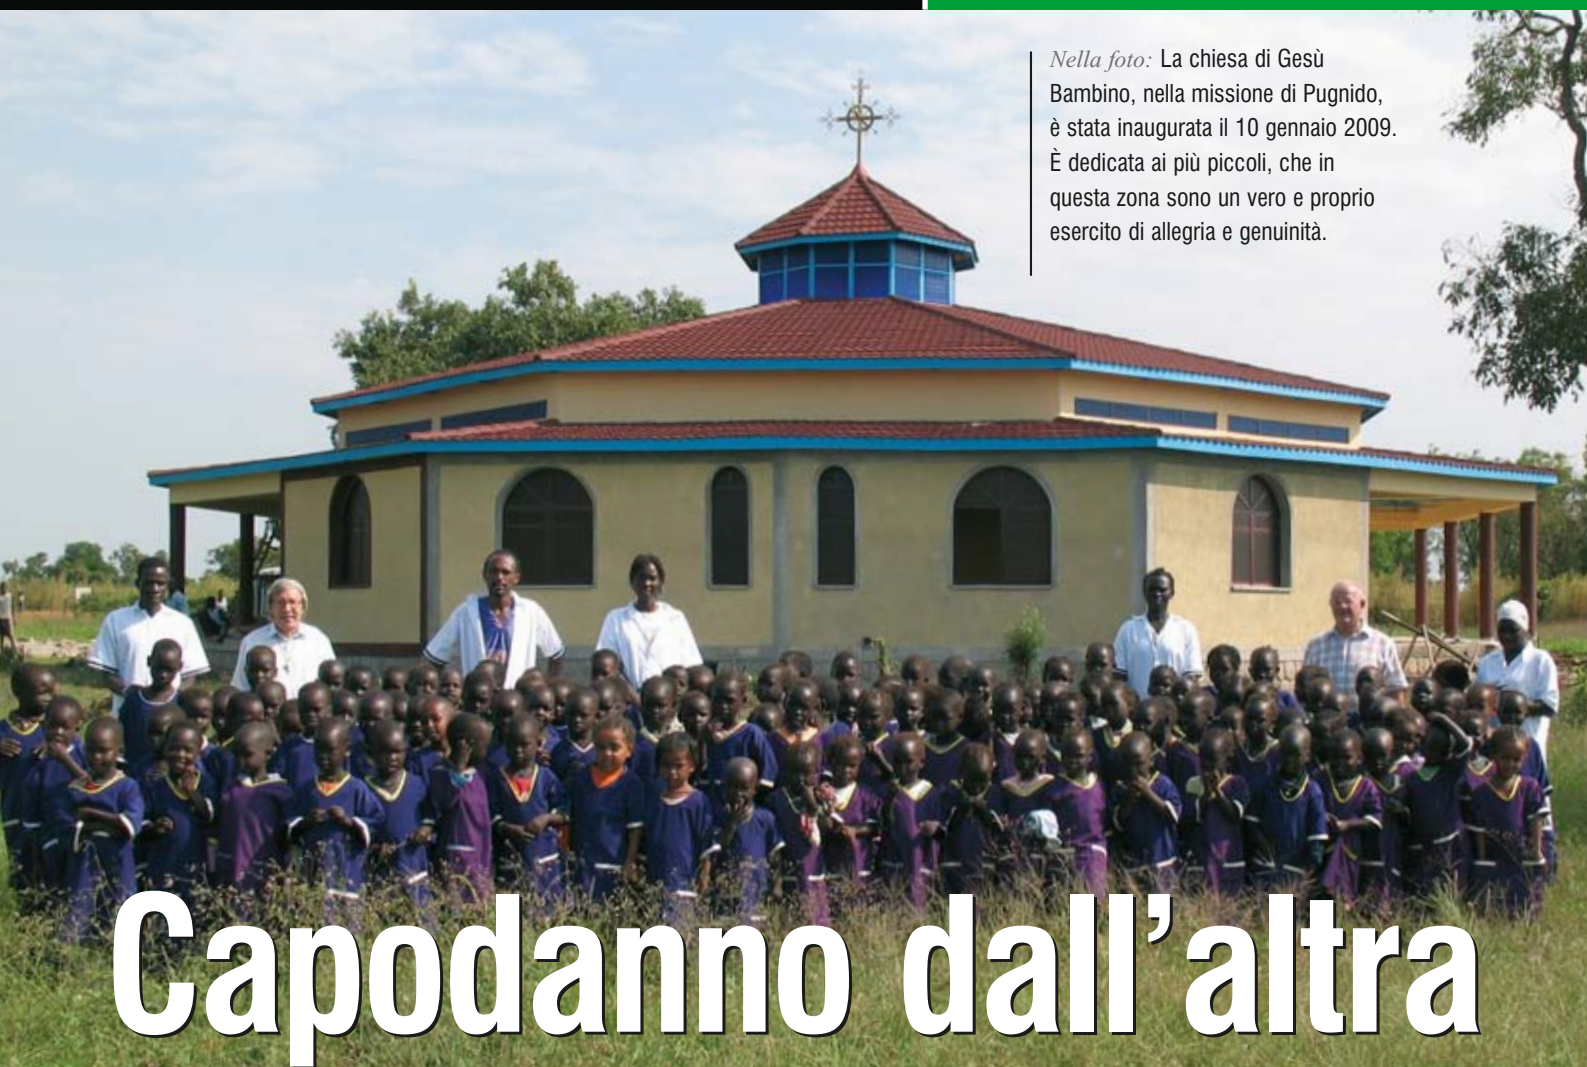 Nella foto: La chiesa di Gesù
Bambino, nella missione di Pugnido,
è stata inaugurata il 10 gennaio 2009.
È dedicata ai più piccoli, che in
questa zona sono un vero e proprio
esercito di allegria e genuinità.
Capodanno dall’altra